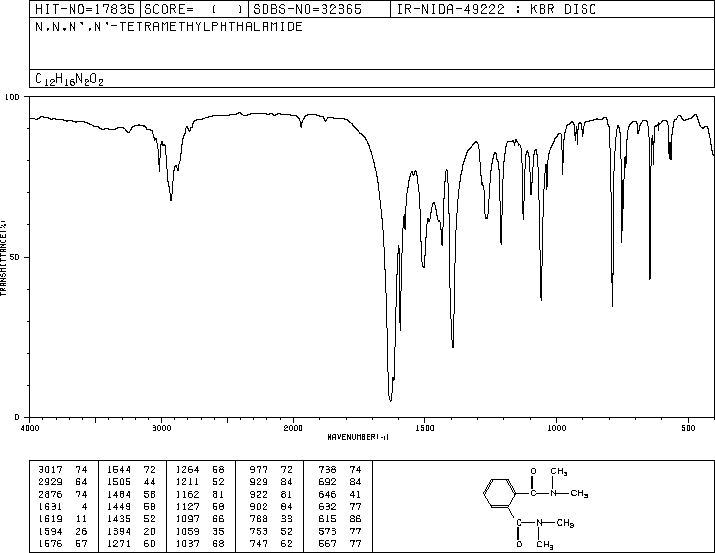 HIT-NO=17835 SCORE= ( ) SDBS-NO=32365 IR-NIDA-49222 : KBR DISC
N,N,N',N'-TETRAMETHYLPHTHALAMIDE
C12H16N2O2
100
50
0
TRANSMITTANCE(%)
4000 3000 2000 1500 1000 500
WAVENUMBER(-1)
3017 74 1544 72 1264 68 977 72 738 74
2929 64 1505 44 1211 52 929 84 692 84
2876 74 1484 58 1162 81 922 81 646 41
1631 4 1449 58 1127 58 902 84 632 77
1619 11 1435 52 1097 66 788 33 615 86
1594 26 1394 20 1059 35 753 52 573 77
1576 67 1271 60 1037 68 747 62 567 77
O CH3
C N CH3
C N CH3
O CH3